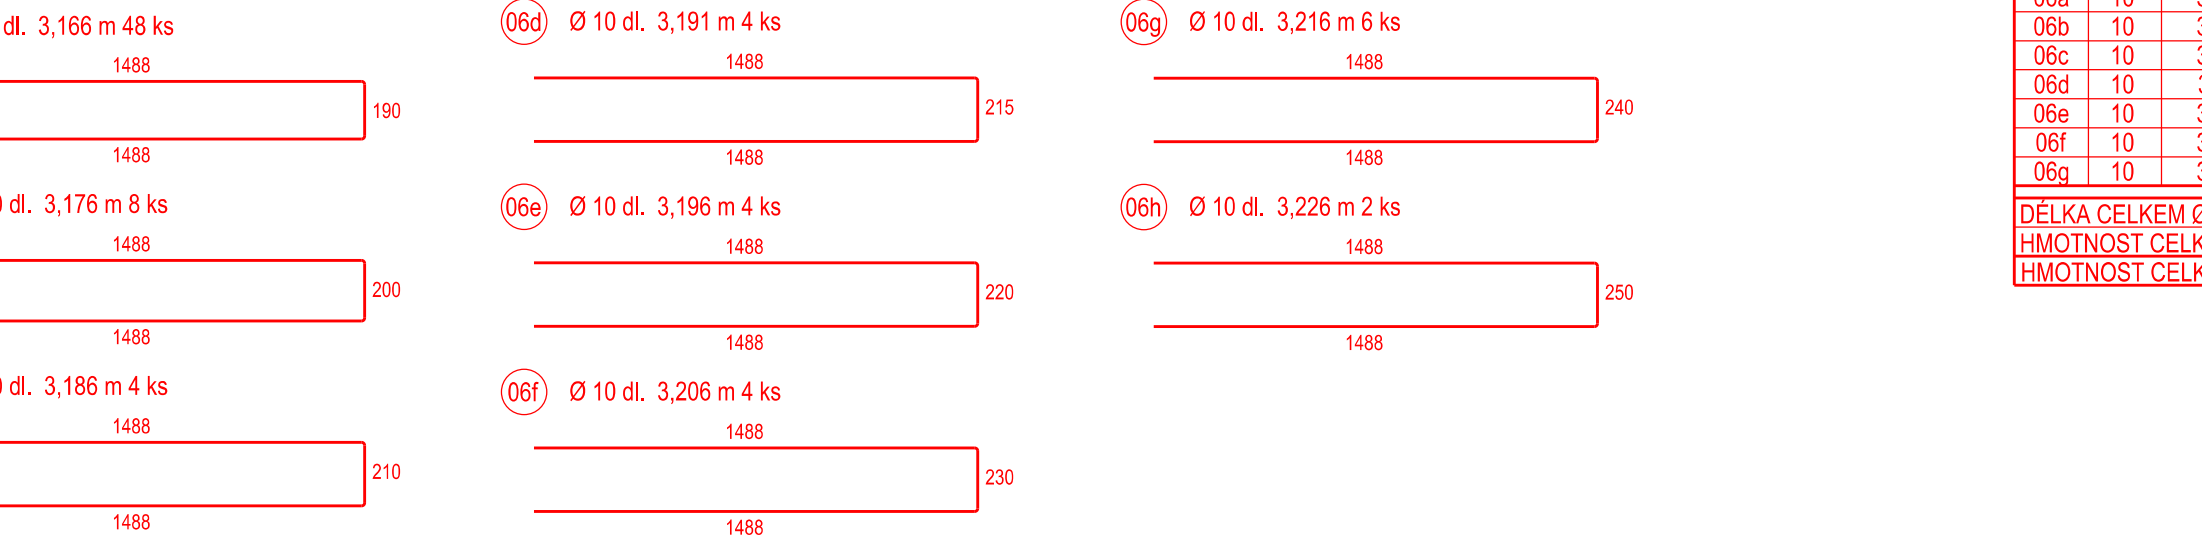 dl. 3,166 m 48 ks
1488
190
1488
dl. 3,176 m 8 ks
1488
200
1488
dl. 3,186 m 4 ks
1488
210
1488
06d Ø 10 dl. 3,191 m 4 ks
1488
215
1488
06e Ø 10 dl. 3,196 m 4 ks
1488
220
1488
06f Ø 10 dl. 3,206 m 4 ks
1488
230
1488
06g Ø 10 dl. 3,216 m 6 ks
1488
240
1488
06h Ø 10 dl. 3,226 m 2 ks
1488
250
1488
06a 10
06b 10
06c 10
06d 10
06e 10
06f 10
06g 10
DÉLKA CELKEM Ø
HMOTNOST CELK
HMOTNOST CELK